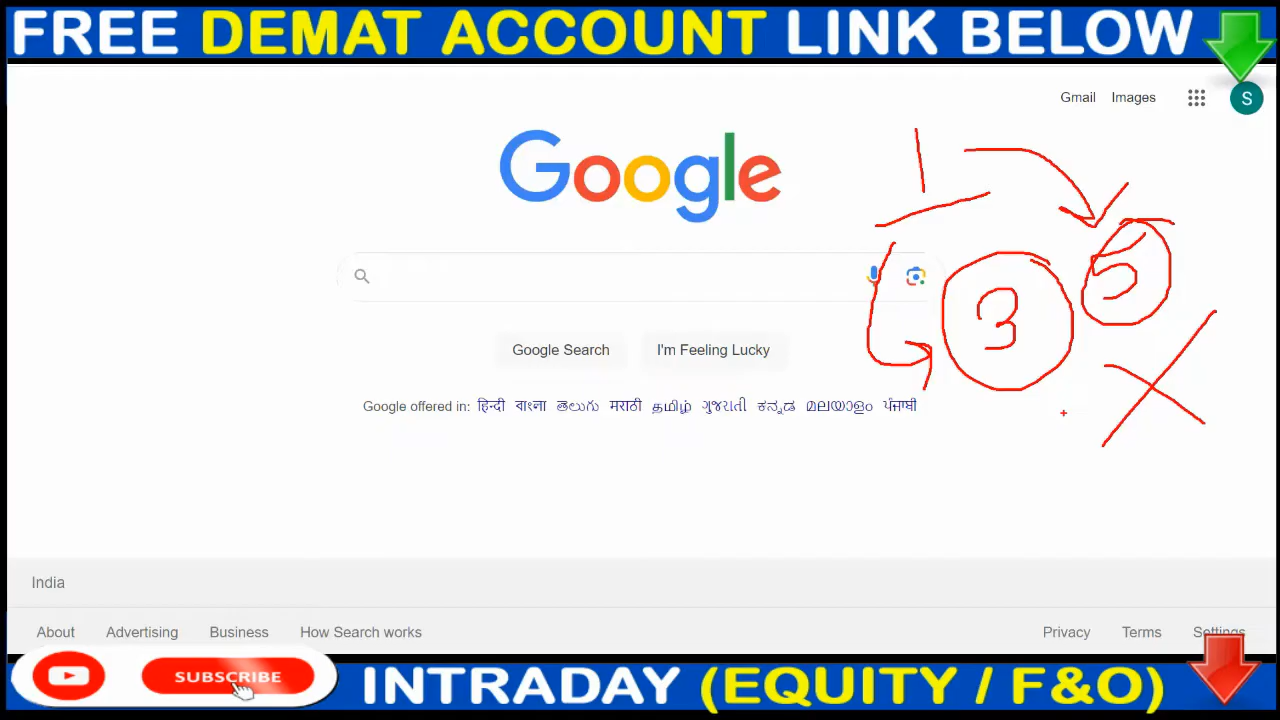 FREE DEMAT ACCOUNT LINK BELOW
Gmail Images S
Google
1
5
3
Google Search I'm Feeling Lucky
Google offered in: हिन्दी বাংলা తెలుగు मराठी தமிழ் ગુજરાતી ಕನ್ನಡ മലയാളം ਪੰਜਾਬੀ
India
About Advertising Business How Search works Privacy Terms Settings
SUBSCRIBE INTRADAY (EQUITY / F&O)